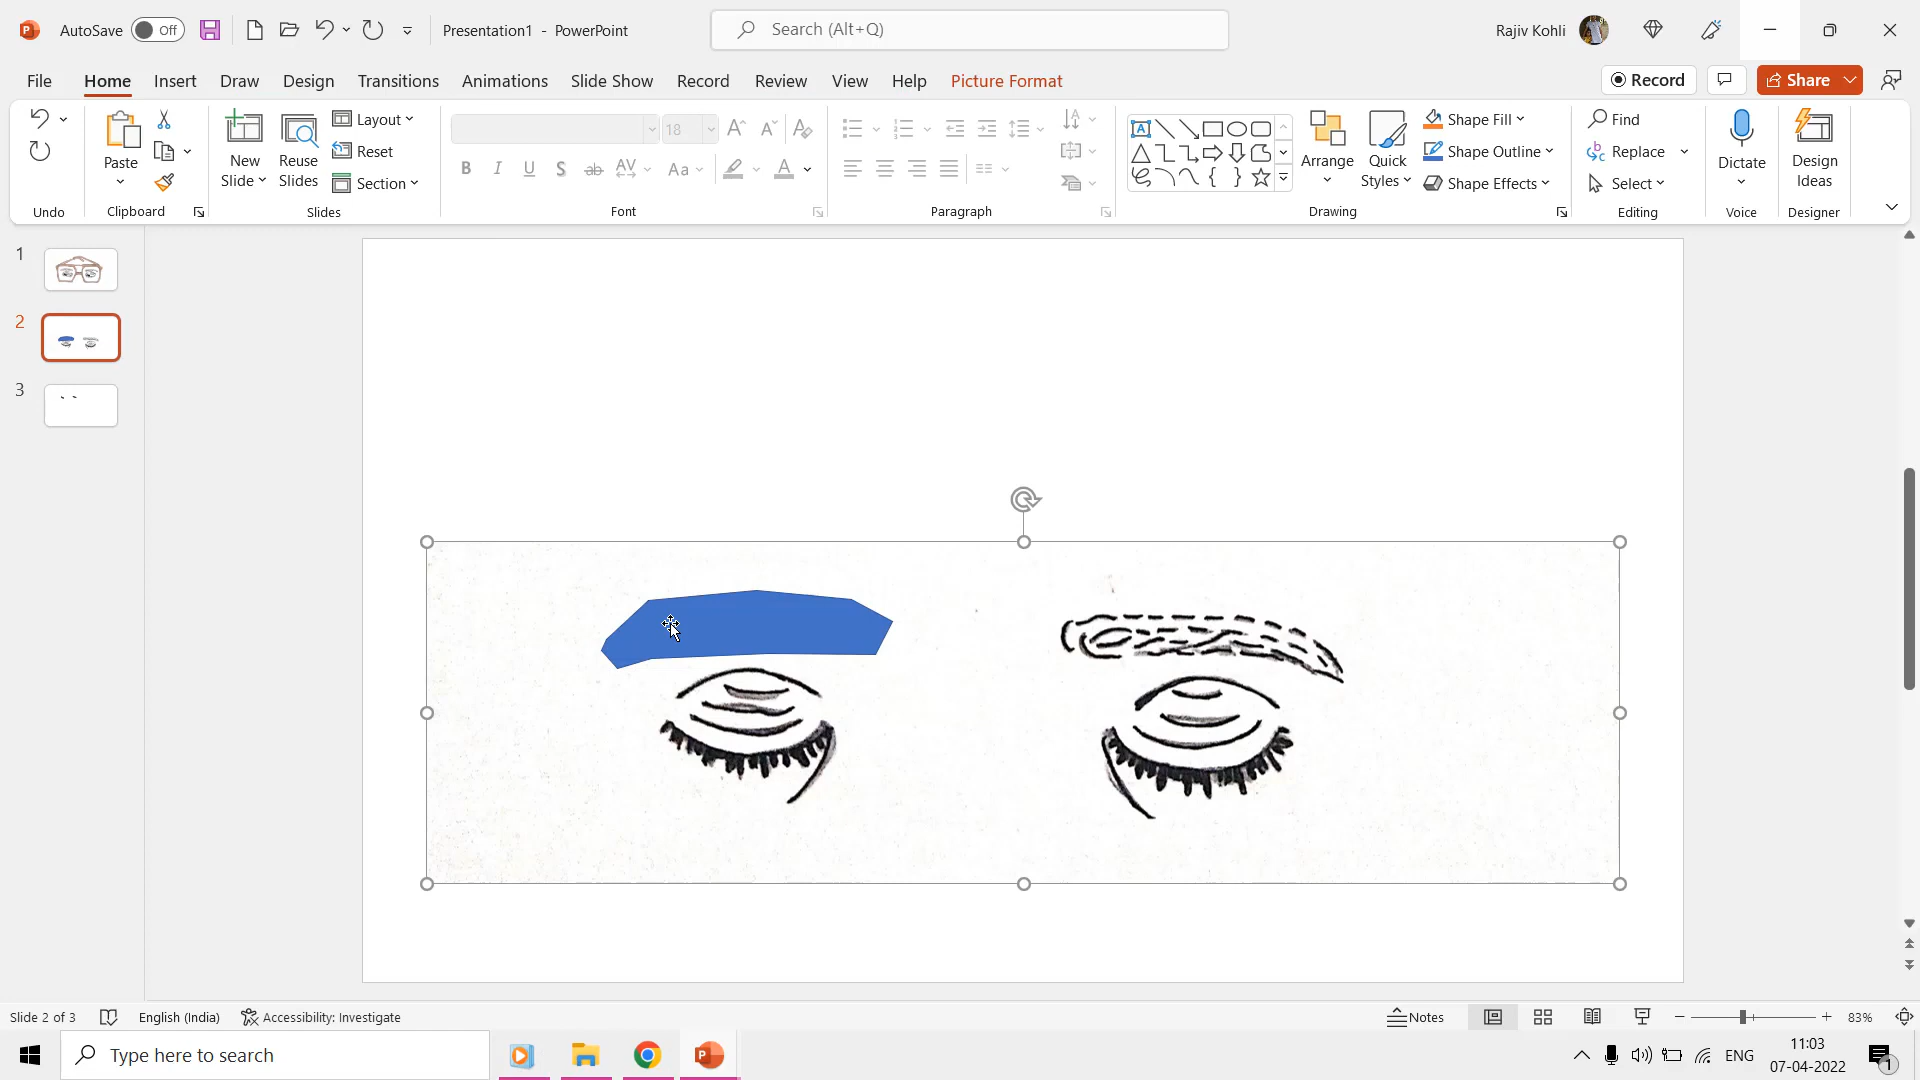 AutoSave Off Presentation1 - PowerPoint Search (Alt+Q) Rajiv Kohli
File Home Insert Draw Design Transitions Animations Slide Show Record Review View Help Picture Format Record Share
Undo
Paste
Clipboard
New Slide
Reuse Slides
Layout
Reset
Section
Slides
18
Font
Paragraph
Arrange
Quick Styles
Shape Fill
Shape Outline
Shape Effects
Drawing
Find
Replace
Select
Editing
Dictate
Voice
Design Ideas
Designer
1
2
3
Slide 2 of 3 English (India) Accessibility: Investigate Notes 83%
Type here to search ENG 11:03
07-04-2022
1